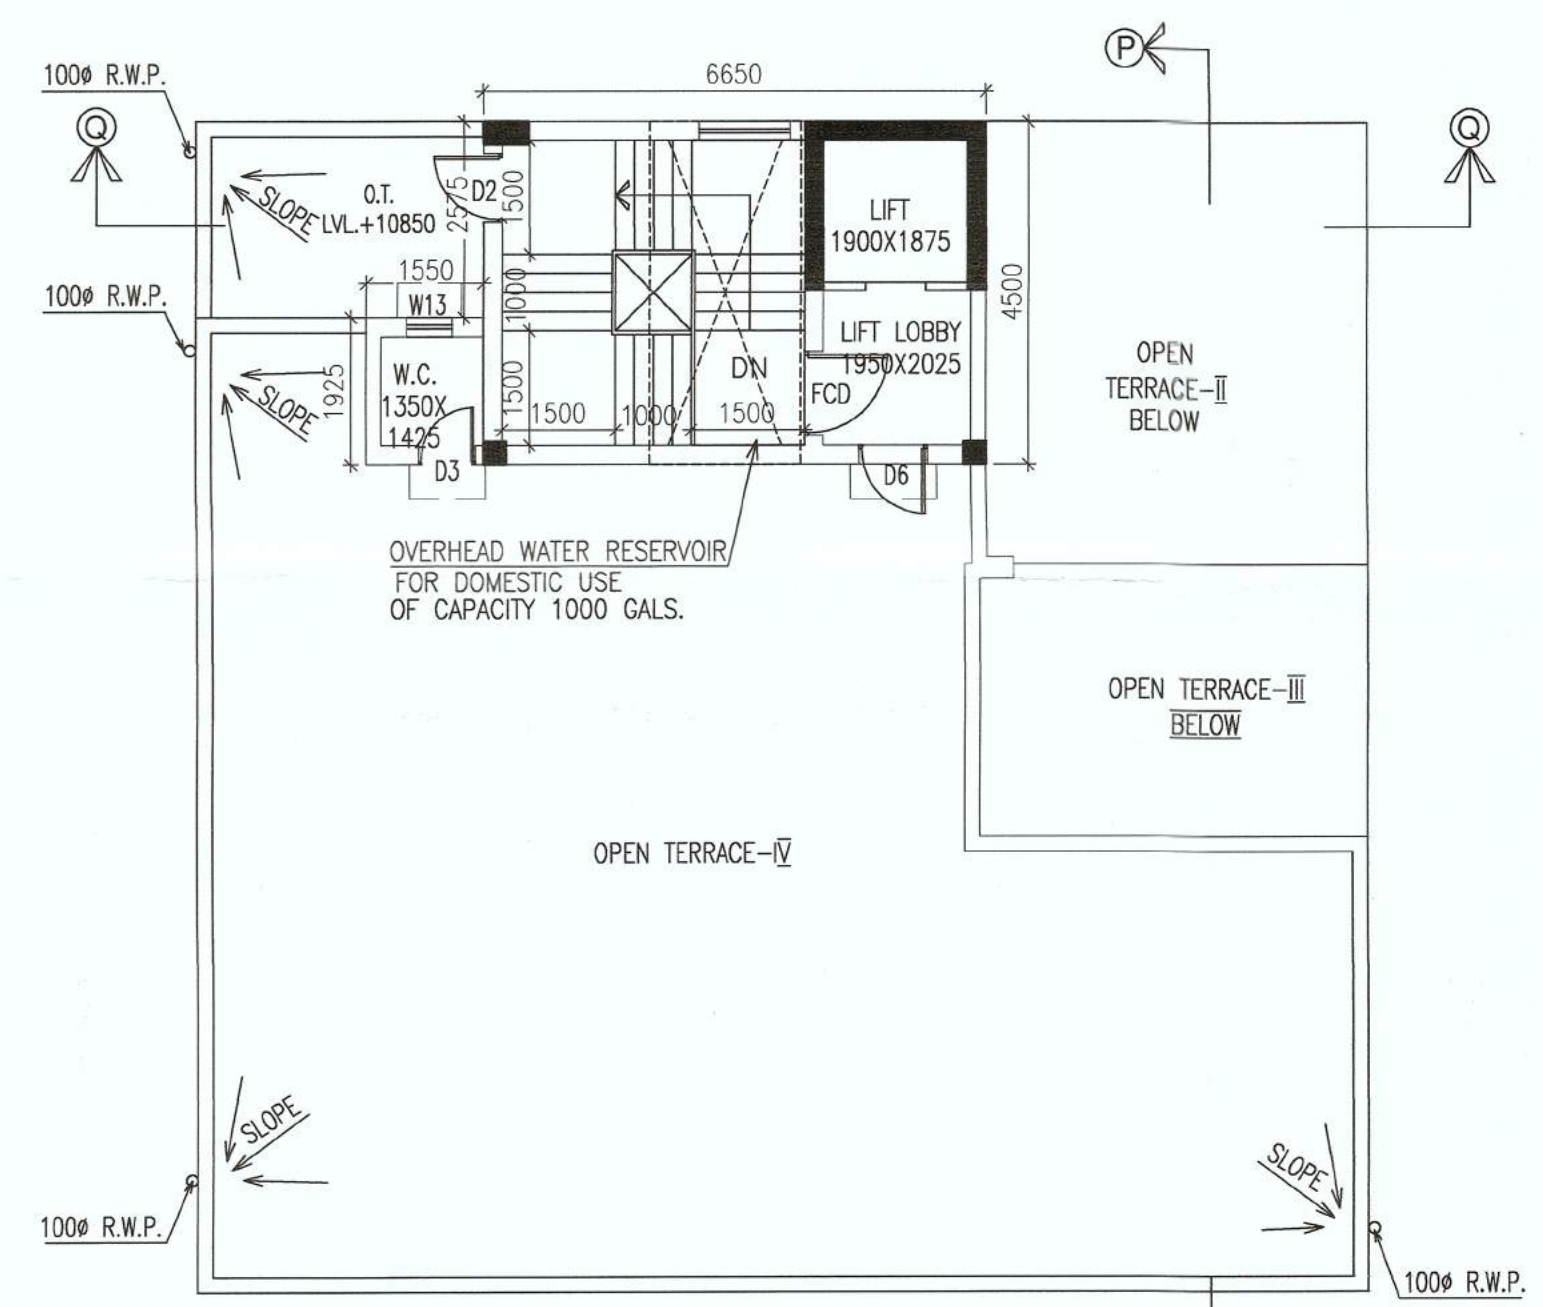 P
6650
100ø R.W.P.
Q
Q
D2
2575
1500
O.T.
LVL.+10850
SLOPE
LIFT
1900X1875
1550
1000
4500
100ø R.W.P.
W13
LIFT LOBBY
1950X2025
OPEN
TERRACE-II
BELOW
W.C.
1350X
1425
1925
SLOPE
1500
DN
FCD
1500
1000
1500
D3
D6
OVERHEAD WATER RESERVOIR
FOR DOMESTIC USE
OF CAPACITY 1000 GALS.
OPEN TERRACE-III
BELOW
OPEN TERRACE-IV
SLOPE
SLOPE
100ø R.W.P.
100ø R.W.P.